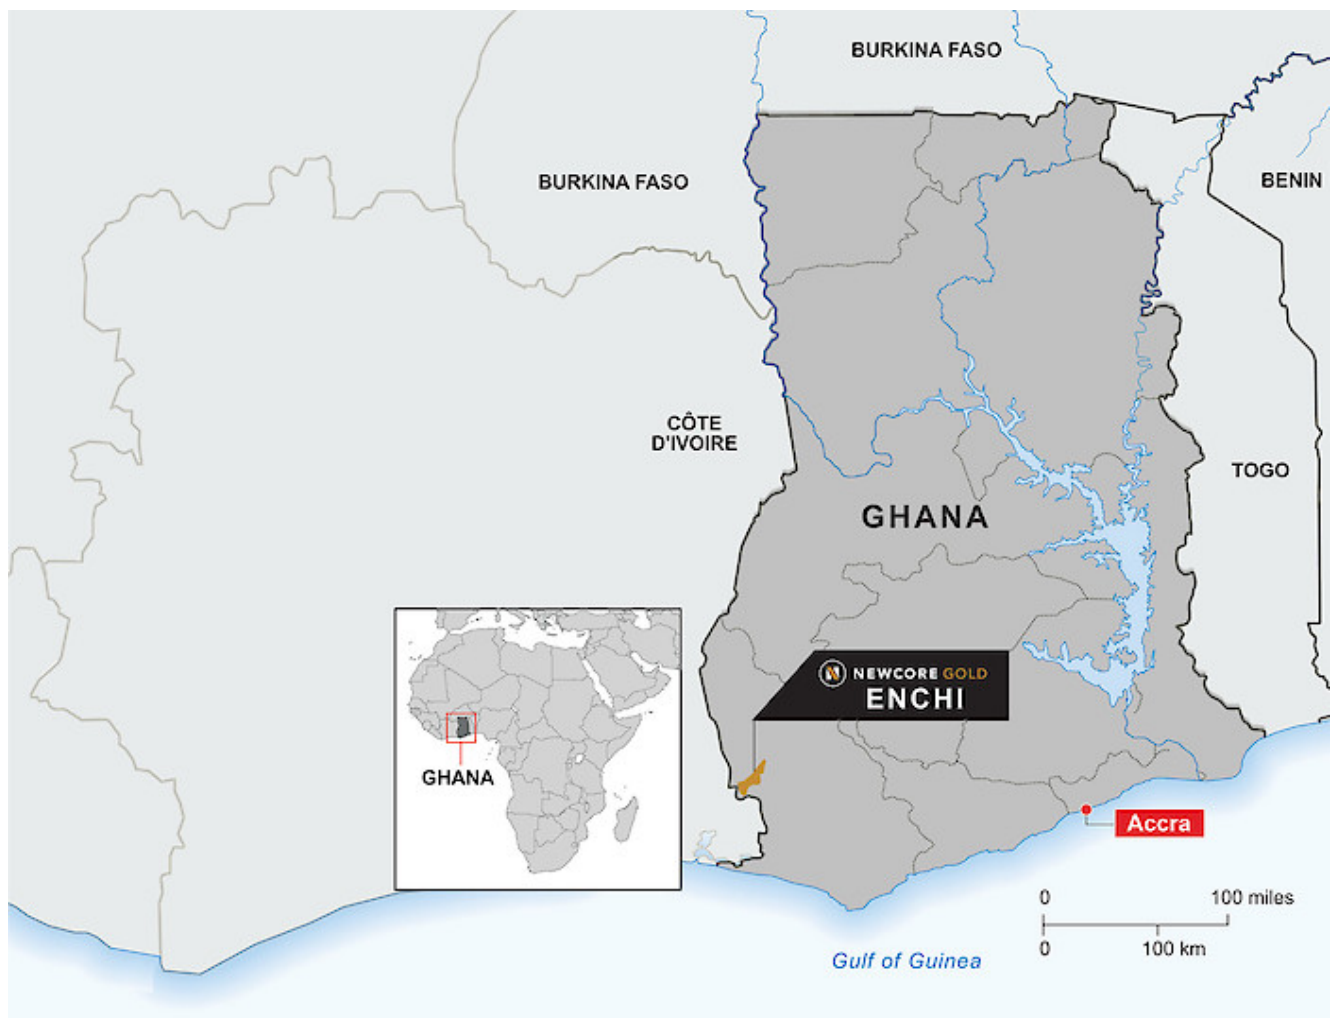 BURKINA FASO
BURKINA FASO
BENIN
CÔTE
D'IVOIRE
TOGO
GHANA
NEWCORE GOLD
ENCHI
GHANA
Accra
0 100 miles
0 100 km
Gulf of Guinea